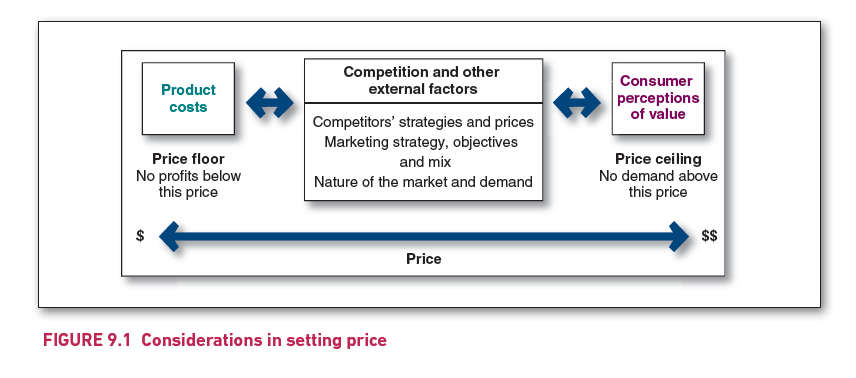 Product
costs
Competition and other
external factors
Competitors' strategies and prices
Marketing strategy, objectives
and mix
Nature of the market and demand
Consumer
perceptions
of value
Price floor
No profits below
this price
Price ceiling
No demand above
this price
$
$$
Price
FIGURE 9.1 Considerations in setting price